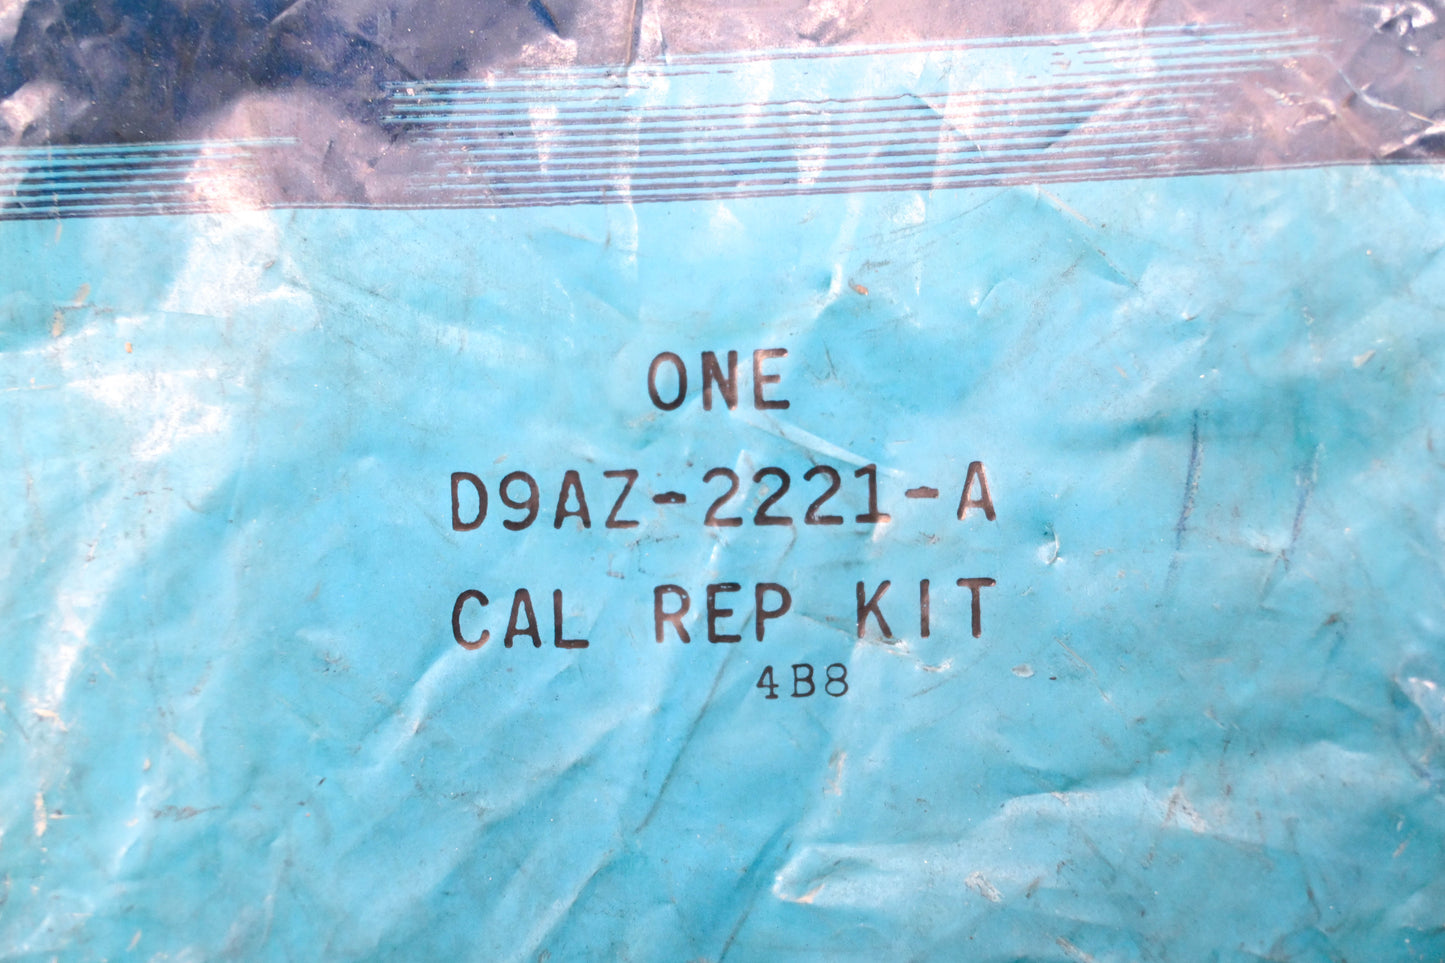 ONE
D9AZ-2221-A
CAL REP KIT
4B8